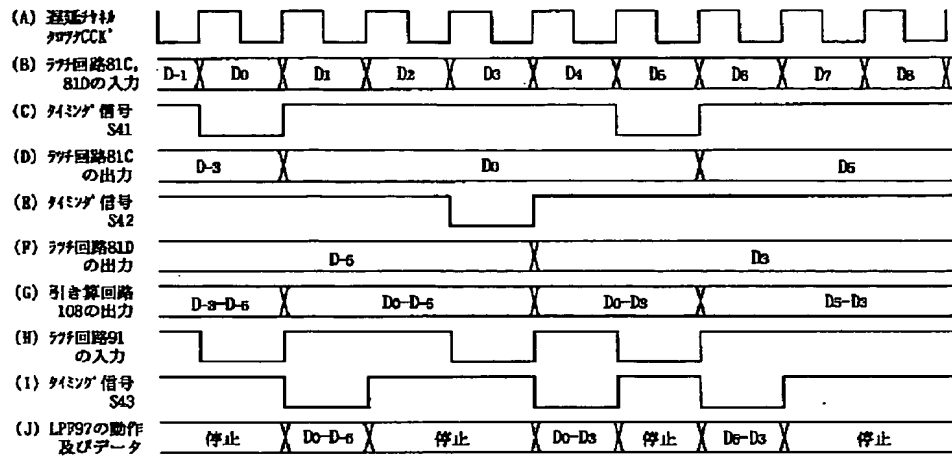 (A) 遅延チャネル
クロックCCK'
(B) ラッチ回路81C,
81Dの入力
D-1 D0 D1 D2 D3 D4 D5 D6 D7 D8
(C) タイミング信号
S41
(D) ラッチ回路81C
の出力
D-3 D0 D5
(E) タイミング信号
S42
(F) ラッチ回路81D
の出力
D-5 D3
(G) 引き算回路
108の出力
D-3-D-5 D0-D-5 D0-D3 D5-D3
(H) ラッチ回路91
の入力
(I) タイミング信号
S43
(J) LPF97の動作
及びデータ
停止 D0-D-5 停止 D0-D3 停止 D5-D3 停止